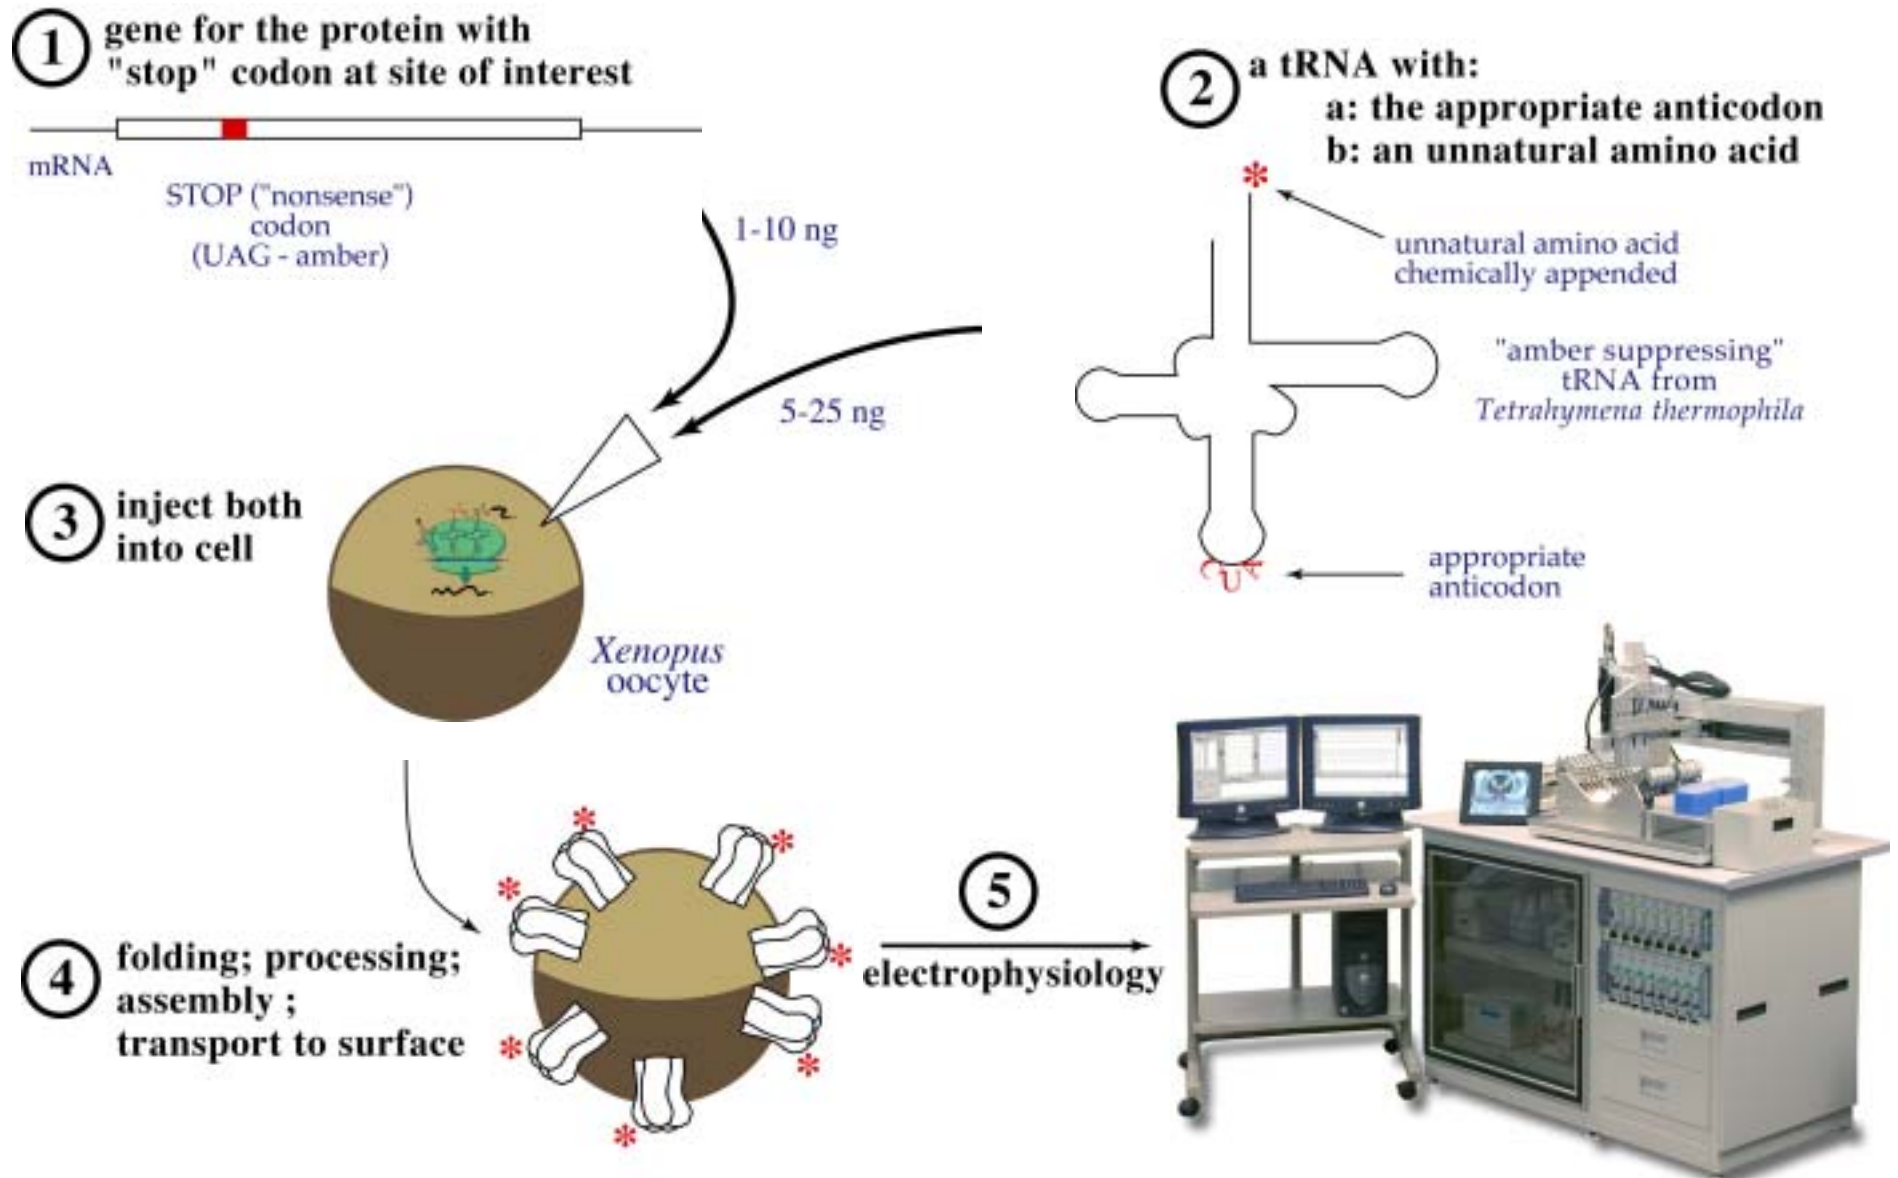 1
gene for the protein with
"stop" codon at site of interest
mRNA
STOP ("nonsense")
codon
(UAG - amber)
1-10 ng
5-25 ng
2
a tRNA with:
a: the appropriate anticodon
b: an unnatural amino acid
*
unnatural amino acid
chemically appended
"amber suppressing"
tRNA from
Tetrahymena thermophila
CUA
appropriate
anticodon
3
inject both
into cell
Xenopus
oocyte
4
folding; processing;
assembly ;
transport to surface
5
electrophysiology